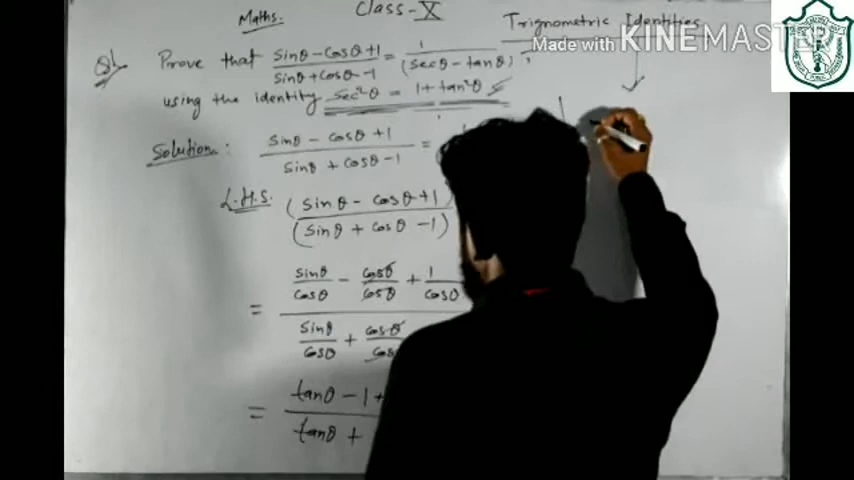 Maths. Class-X Trignometric Identities
Made with KINEMASTER
Q1 Prove that (sinθ - cosθ + 1)/(sinθ + cosθ - 1) = 1/(secθ - tanθ),
using the identity sec²θ = 1 + tan²θ
Solution: (sinθ - cosθ + 1)/(sinθ + cosθ - 1) =
L.H.S. (sinθ - cosθ + 1)/(sinθ + cosθ - 1)
= sinθ/cosθ - cosθ/cosθ + 1/cosθ
sinθ/cosθ + cosθ/
= tanθ - 1 +
tanθ +